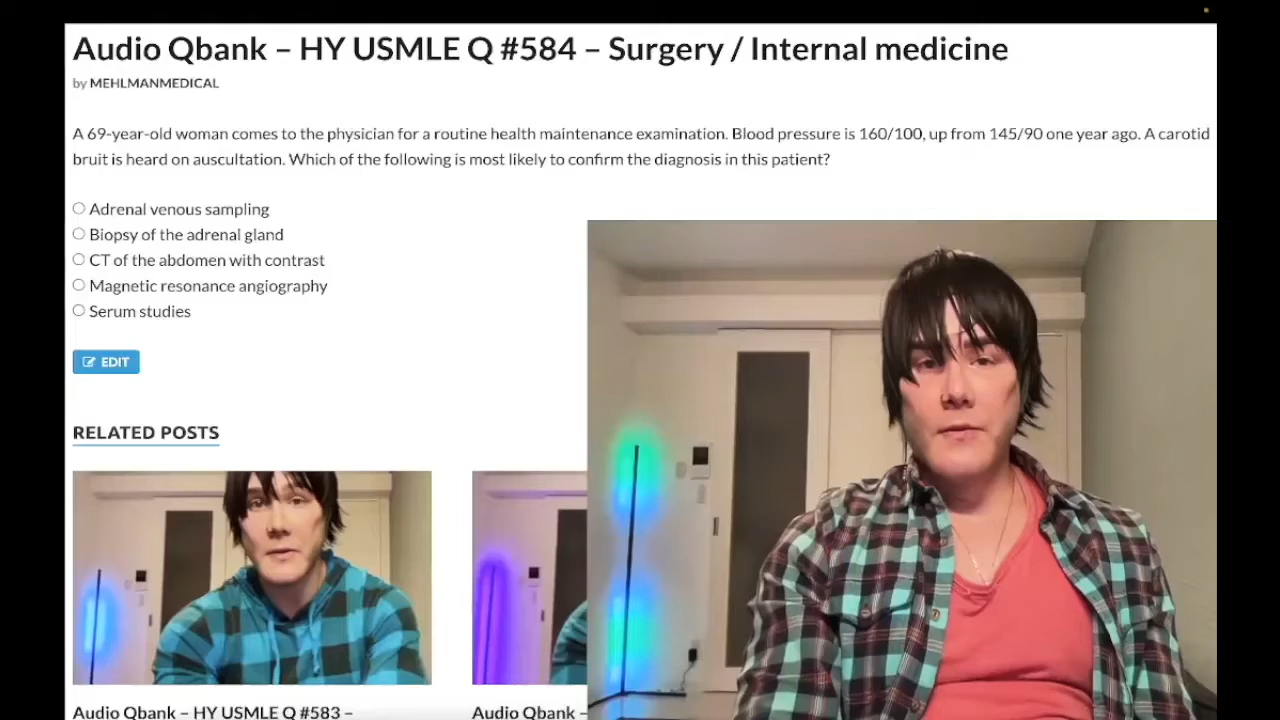 Audio Qbank – HY USMLE Q #584 – Surgery / Internal medicine
by MEHLMANMEDICAL
A 69-year-old woman comes to the physician for a routine health maintenance examination. Blood pressure is 160/100, up from 145/90 one year ago. A carotid
bruit is heard on auscultation. Which of the following is most likely to confirm the diagnosis in this patient?
Adrenal venous sampling
Biopsy of the adrenal gland
CT of the abdomen with contrast
Magnetic resonance angiography
Serum studies
EDIT
RELATED POSTS
Audio Qbank – HY USMLE Q #583 –
Audio Qbank –